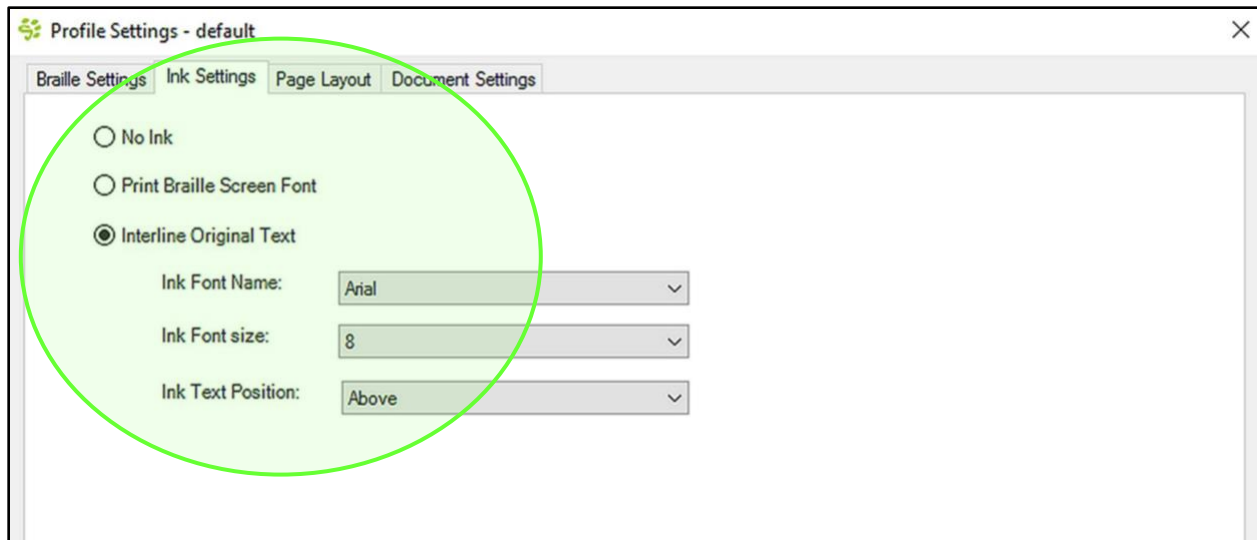 Profile Settings - default
Braille Settings Ink Settings Page Layout Document Settings
No Ink
Print Braille Screen Font
Interline Original Text
Ink Font Name: Arial
Ink Font size: 8
Ink Text Position: Above